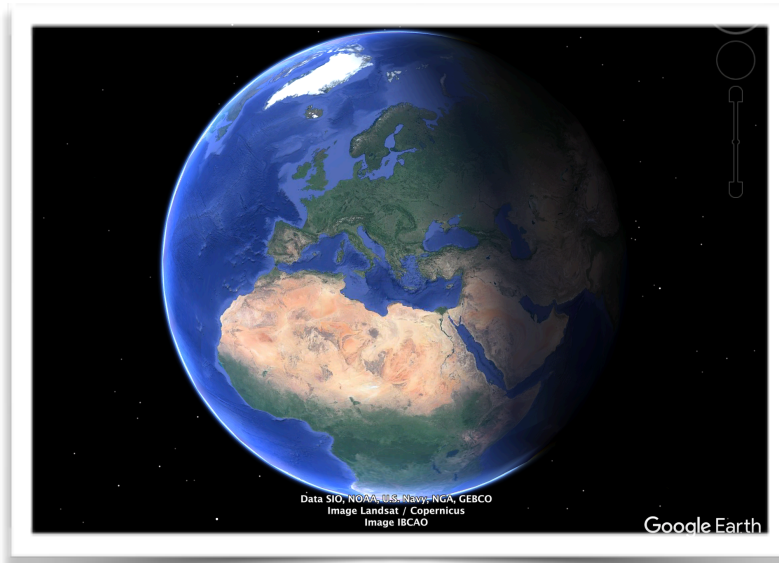 Data SIO, NOAA, U.S. Navy, NGA, GEBCO
Image Landsat / Copernicus
Image IBCAO
Google Earth